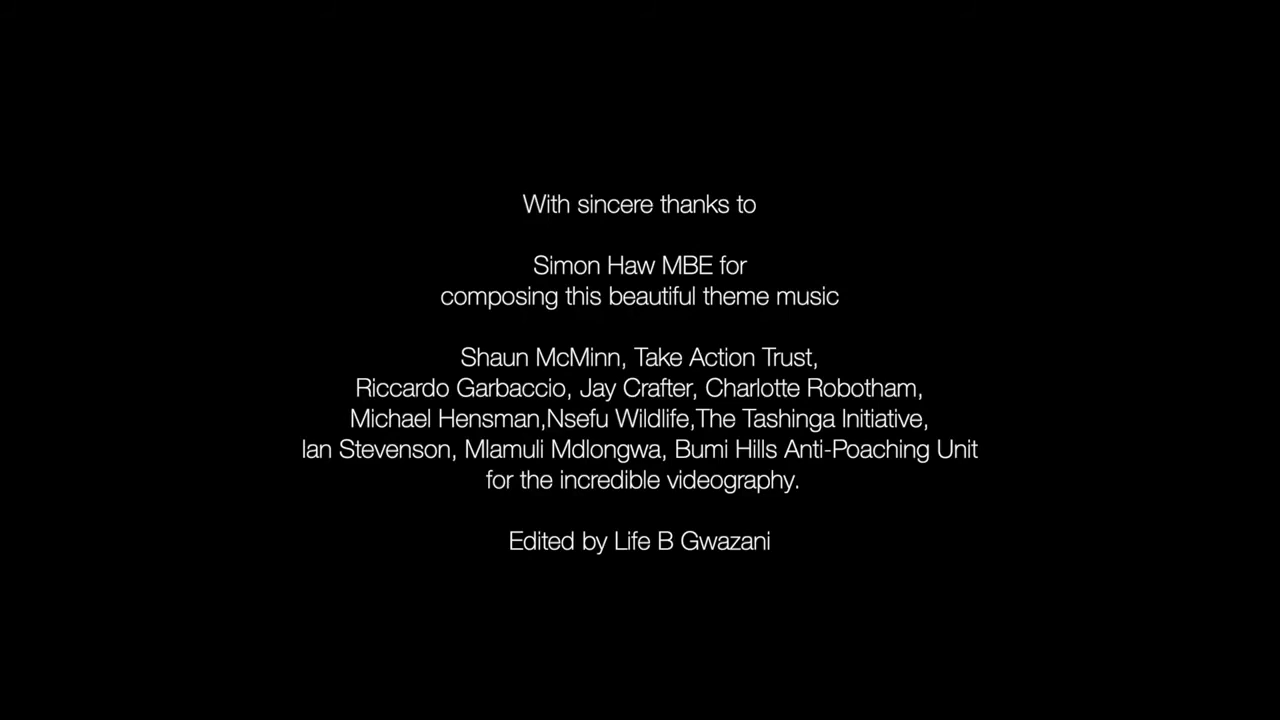 With sincere thanks to
Simon Haw MBE for
composing this beautiful theme music
Shaun McMinn, Take Action Trust,
Riccardo Garbaccio, Jay Crafter, Charlotte Robotham,
Michael Hensman,Nsefu Wildlife,The Tashinga Initiative,
Ian Stevenson, Mlamuli Mdlongwa, Bumi Hills Anti-Poaching Unit
for the incredible videography.
Edited by Life B Gwazani